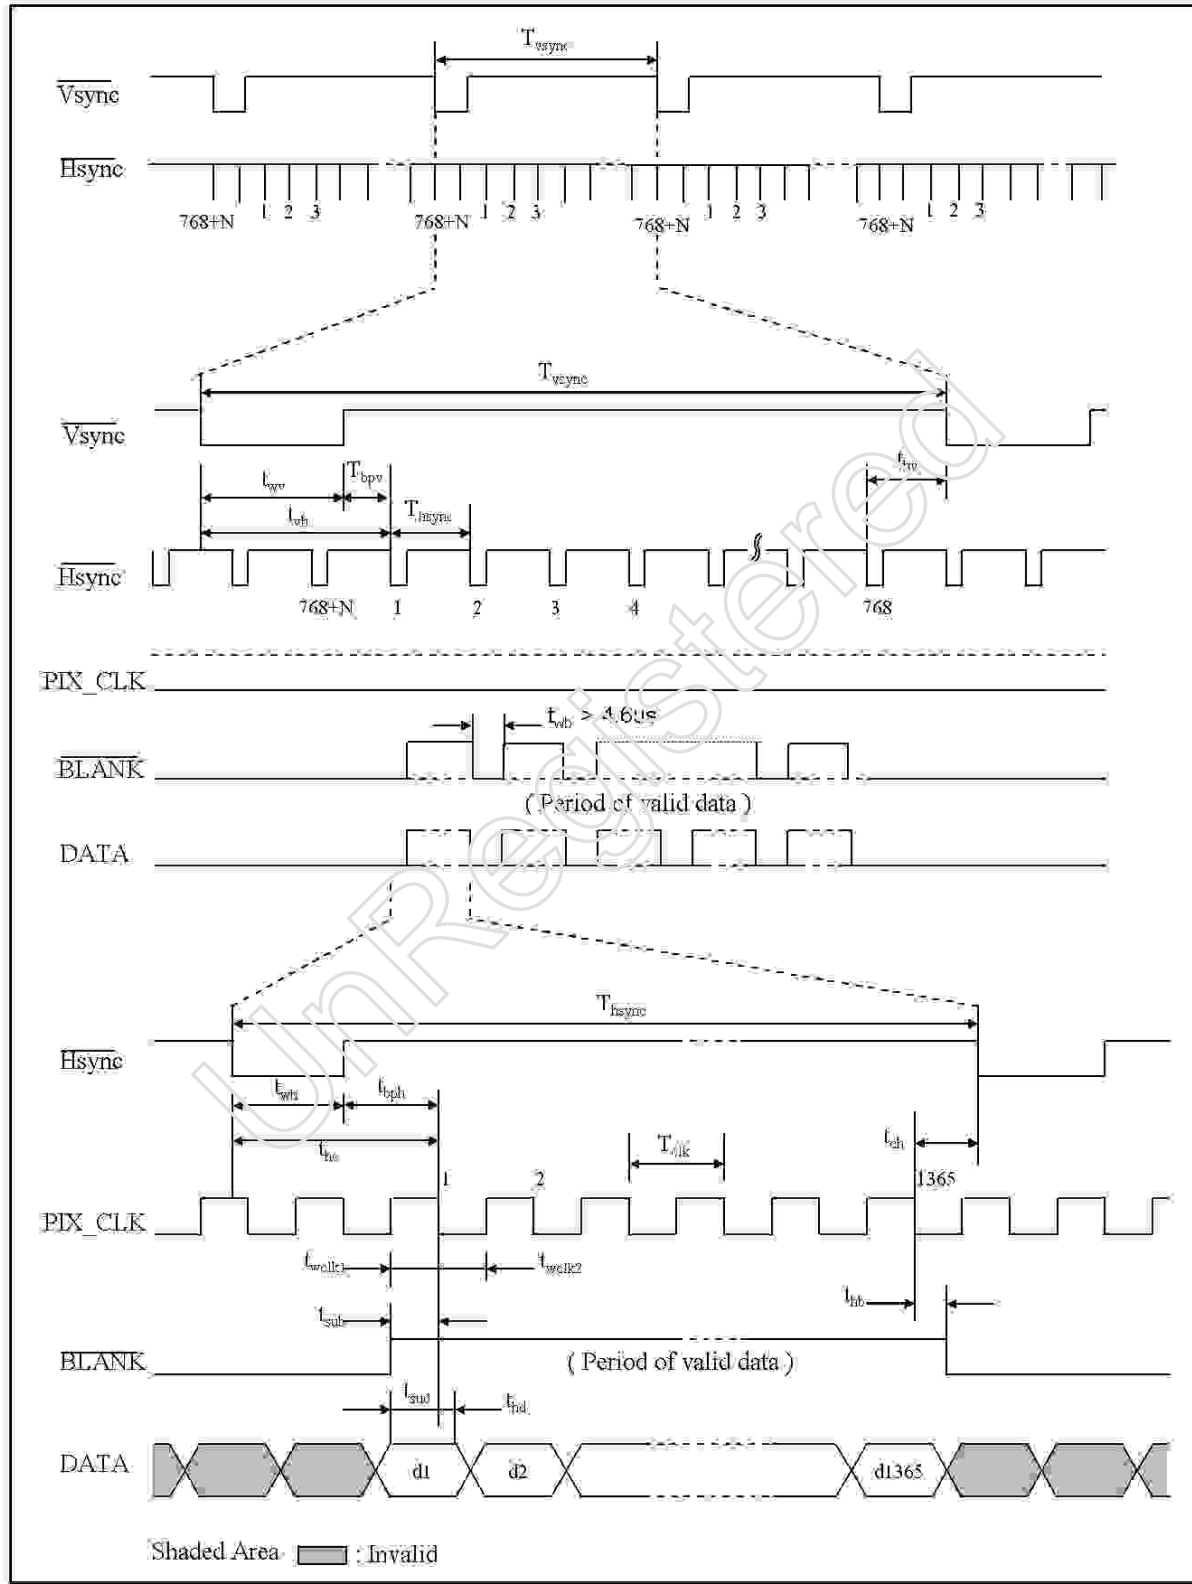 Tvsync
Vsync
Hsync
1 2 3 1 2 3 1 2 3 1 2 3
768+N 768+N 768+N 768+N
Tvsync
Vsync
twv Tbpv
tvh Thsync
Hsync
768+N 1 2 3 4 768
PIX_CLK
twb > 4.6us
BLANK
( Period of valid data )
DATA
Thsync
Hsync
twh tbph
Tclk tch
1 2 1365
PIX_CLK
twclk1 twclk2
thb
tsub
BLANK
( Period of valid data )
tsud thd
DATA d1 d2 d1365
Shaded Area : Invalid
UnRegistered